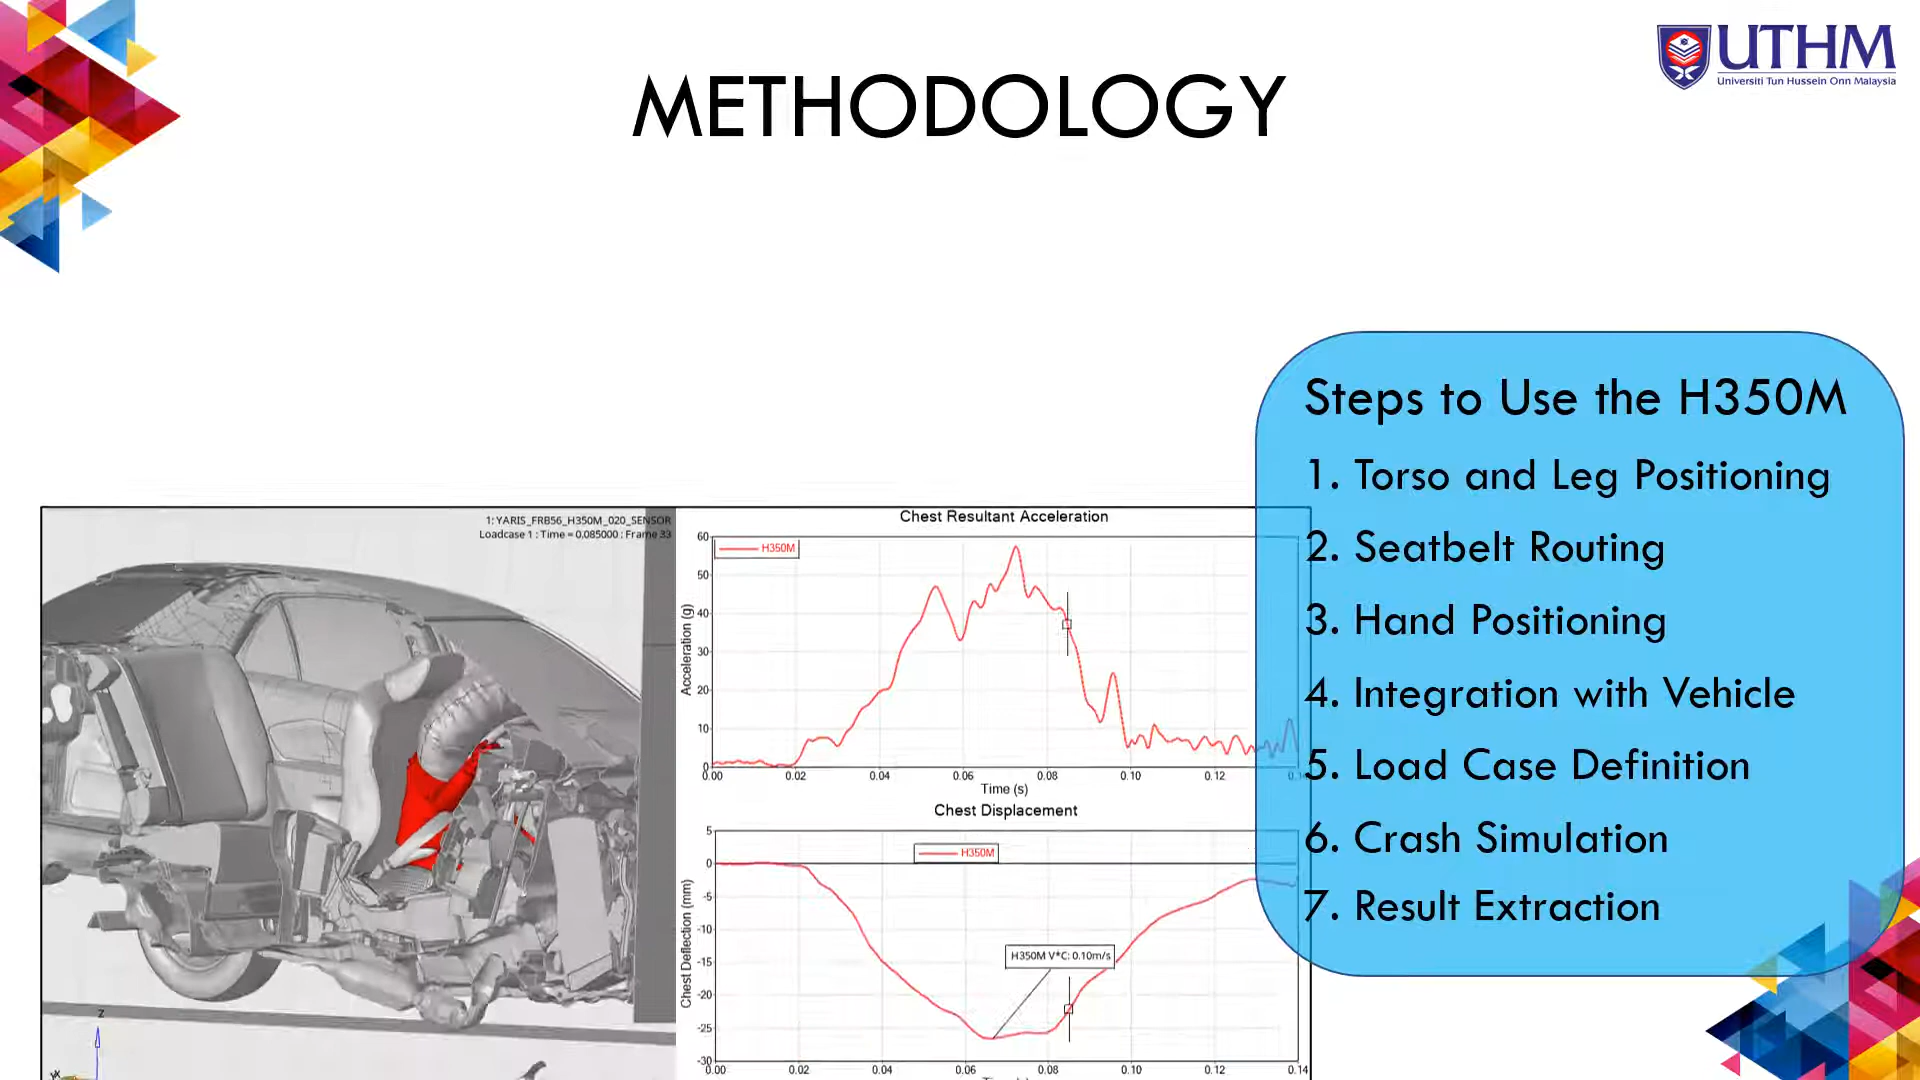 UTHM
Universiti Tun Hussein Onn Malaysia
METHODOLOGY
Steps to Use the H350M
1. Torso and Leg Positioning
2. Seatbelt Routing
3. Hand Positioning
4. Integration with Vehicle
5. Load Case Definition
6. Crash Simulation
7. Result Extraction
1: YARIS_FRB56_H350M_020_SENSOR
Loadcase 1 : Time = 0.085000 : Frame 33
Z
Chest Resultant Acceleration
H350M
Acceleration (g)
60
50
40
30
20
10
0
0.00 0.02 0.04 0.06 0.08 0.10 0.12
Time (s)
Chest Displacement
H350M
Chest Deflection (mm)
5
0
-5
-10
-15
-20
-25
-30
H350M V*C: 0.10m/s
0.00 0.02 0.04 0.06 0.08 0.10 0.12 0.14